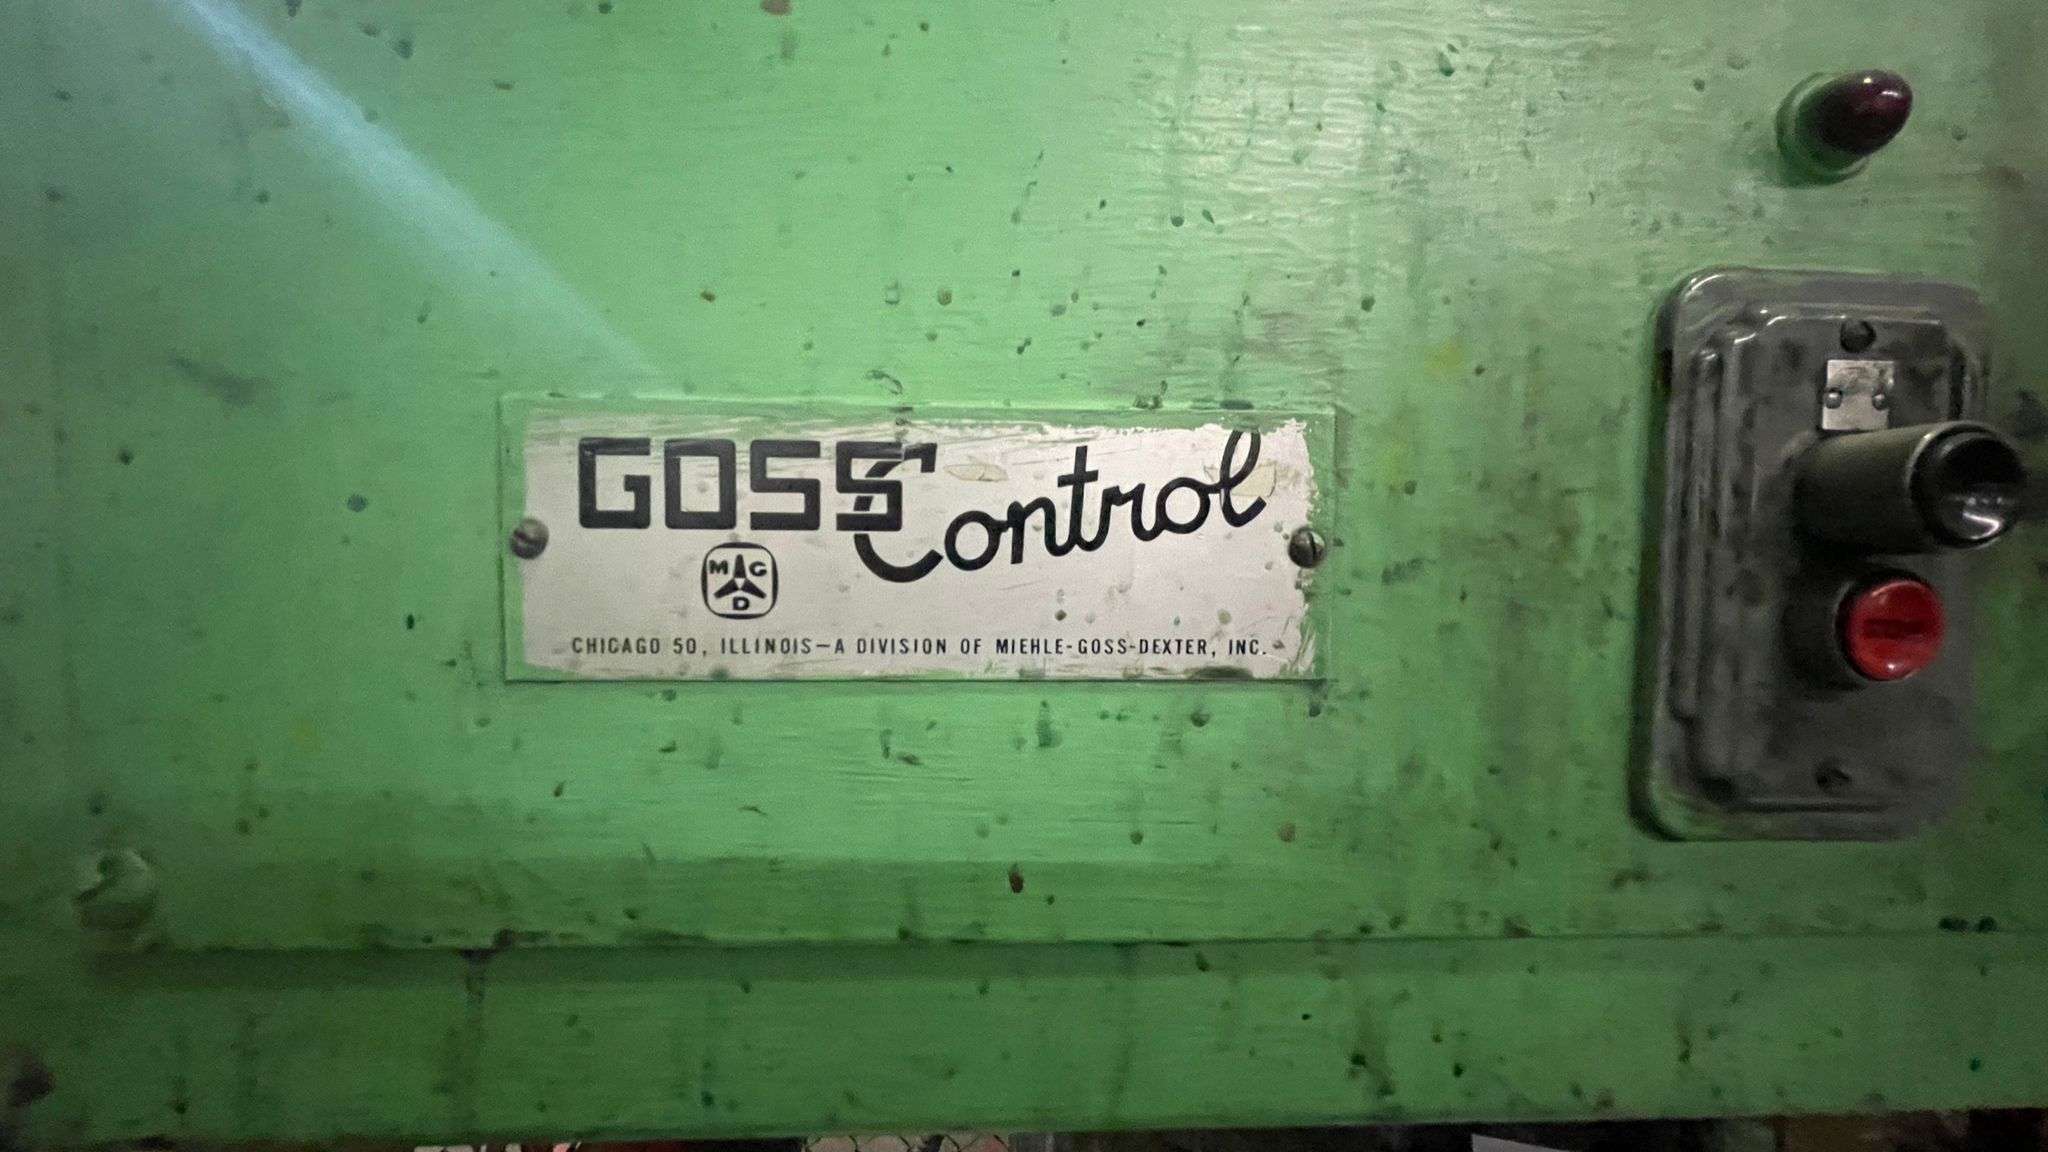 GOSS Control
M G
D
CHICAGO 50, ILLINOIS—A DIVISION OF MIEHLE-GOSS-DEXTER, INC.